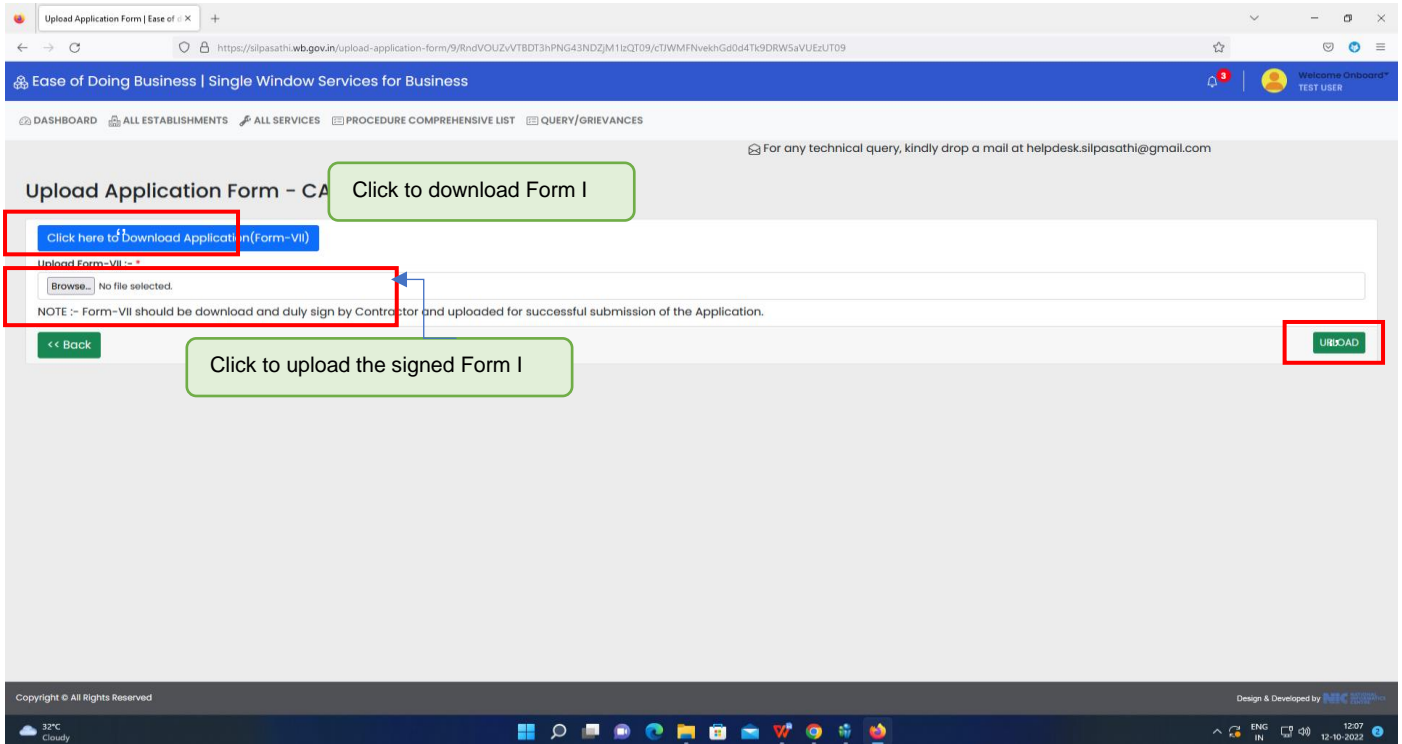 Upload Application Form | Ease of d
https://silpasathi.wb.gov.in/upload-application-form/9/RndVOUZvVTBDT3hPNG43NDZjM1IzQT09/cTJWMFNvekhGd0d4Tk9DRWSaVUEzUT09
Ease of Doing Business | Single Window Services for Business
3
Welcome Onboard"
TEST USER
DASHBOARD ALL ESTABLISHMENTS ALL SERVICES PROCEDURE COMPREHENSIVE LIST QUERY/GRIEVANCES
For any technical query, kindly drop a mail at helpdesk.silpasathi@gmail.com
Upload Application Form - CA
Click to download Form I
Click here to Download Application(Form-VII)
Upload Form-VII :- *
Browse... No file selected.
NOTE :- Form-VII should be download and duly sign by Contractor and uploaded for successful submission of the Application.
<< Back
UPLOAD
Click to upload the signed Form I
Copyright © All Rights Reserved
Design & Developed by NIC
32°C
Cloudy
ENG
IN
12:07
12-10-2022
2